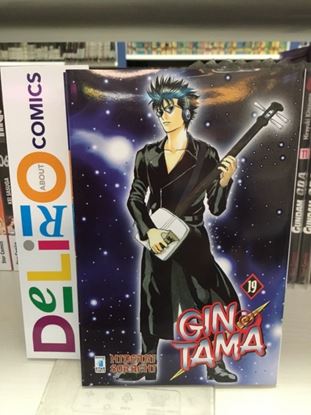 DeLIRIO
ABOUT
COMICS
19
GIN
TAMA
HIDEAKI
SORACHI